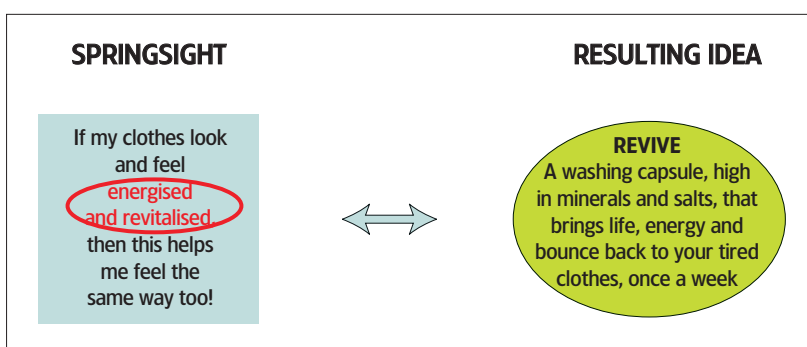 SPRINGSIGHT
If my clothes look
and feel
energised
and revitalised,
then this helps
me feel the
same way too!
RESULTING IDEA
REVIVE
A washing capsule, high
in minerals and salts, that
brings life, energy and
bounce back to your tired
clothes, once a week